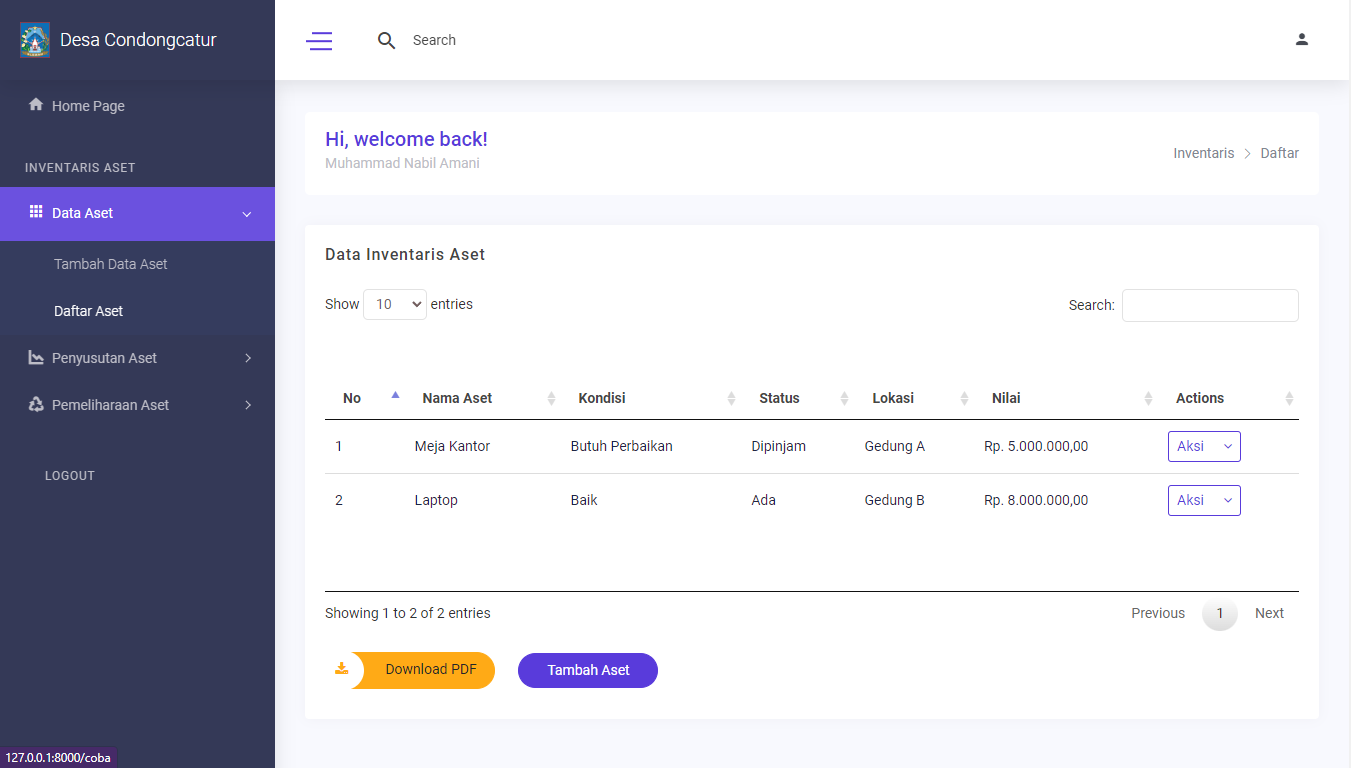 Desa Condongcatur
Search
Home Page
INVENTARIS ASET
Data Aset
Tambah Data Aset
Daftar Aset
Penyusutan Aset
Pemeliharaan Aset
LOGOUT
Hi, welcome back!
Muhammad Nabil Amani
Inventaris > Daftar
Data Inventaris Aset
Show 10 entries
Search:
No Nama Aset Kondisi Status Lokasi Nilai Actions
1 Meja Kantor Butuh Perbaikan Dipinjam Gedung A Rp. 5.000.000,00 Aksi
2 Laptop Baik Ada Gedung B Rp. 8.000.000,00 Aksi
Showing 1 to 2 of 2 entries
Previous 1 Next
Download PDF
Tambah Aset
127.0.0.1:8000/coba